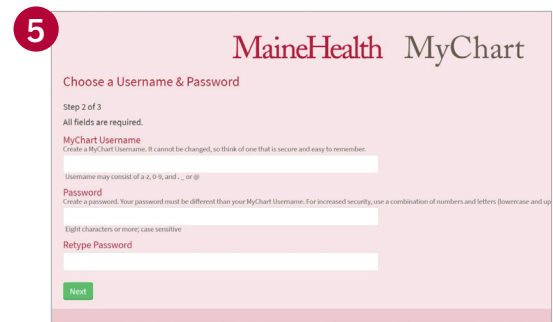 5
MaineHealth MyChart
Choose a Username & Password
Step 2 of 3
All fields are required.
MyChart Username
Create a MyChart Username. It cannot be changed, so think of one that is secure and easy to remember.
Username may consist of a-z, 0-9, and . _ or @
Password
Create a password. Your password must be different than your MyChart Username. For increased security, use a combination of numbers and letters (lowercase and up
Eight characters or more; case sensitive
Retype Password
Next